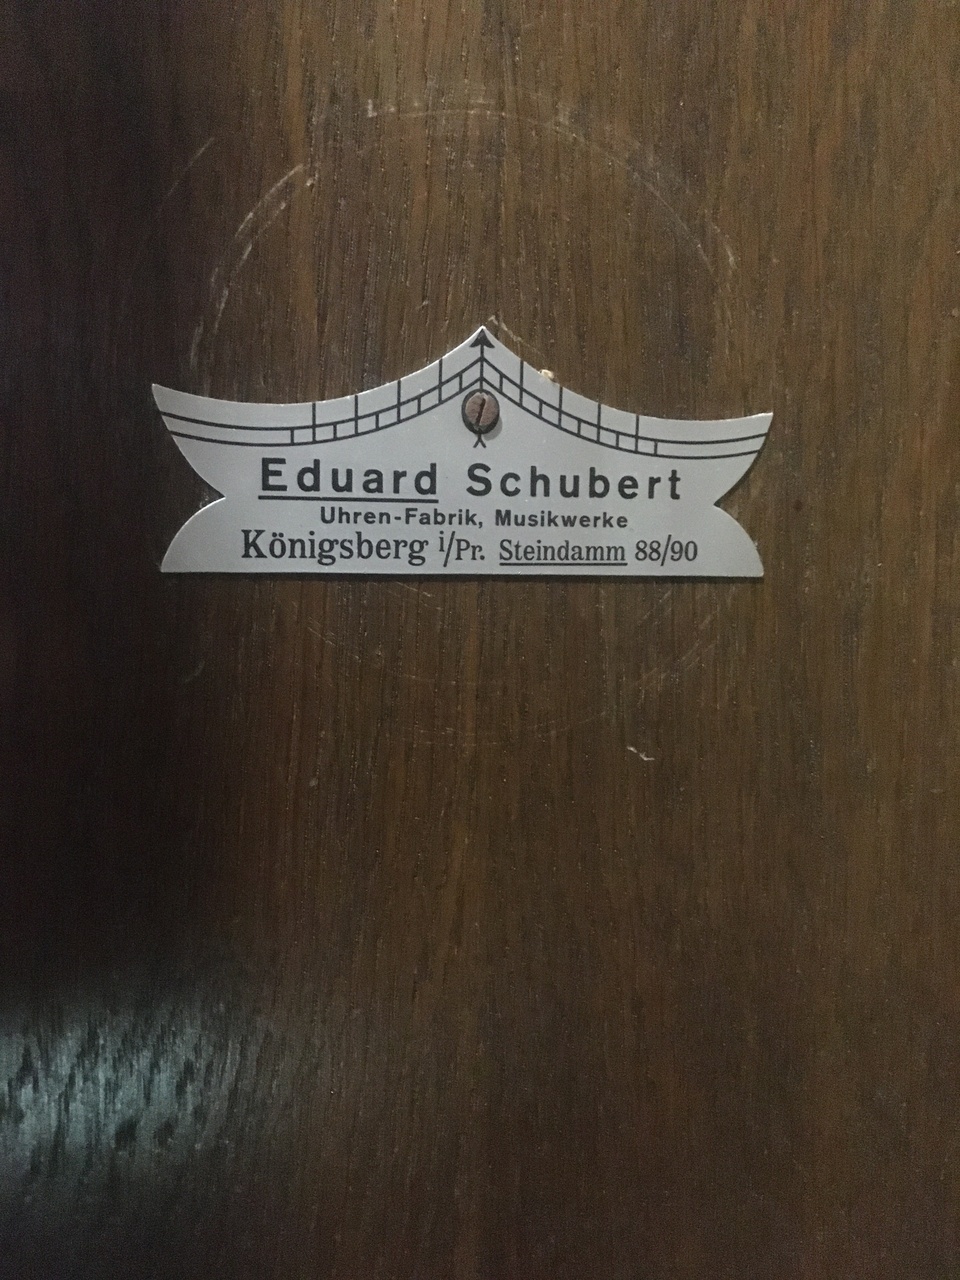 Eduard Schubert
Uhren-Fabrik, Musikwerke
Königsberg i/Pr. Steindamm 88/90